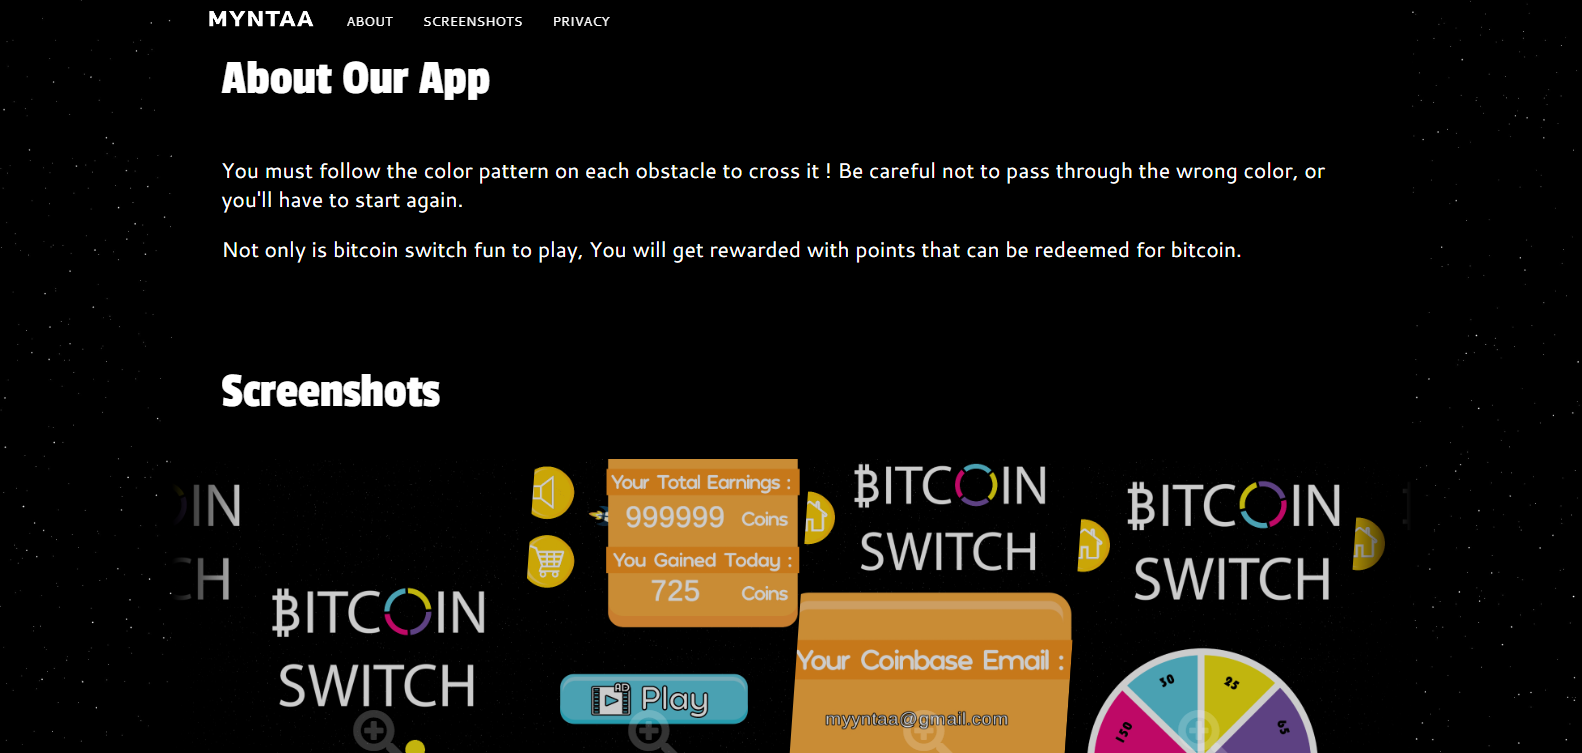 MYNTAA ABOUT SCREENSHOTS PRIVACY
About Our App
You must follow the color pattern on each obstacle to cross it ! Be careful not to pass through the wrong color, or
you'll have to start again.
Not only is bitcoin switch fun to play, You will get rewarded with points that can be redeemed for bitcoin.
Screenshots
IN
CH
₿ITCOIN
SWITCH
Your Total Earnings :
999999 Coins
You Gained Today :
725 Coins
AD
Play
₿ITCOIN
SWITCH
Your Coinbase Email :
myyntaa@gmail.com
₿ITCOIN
SWITCH
150
50
25
65